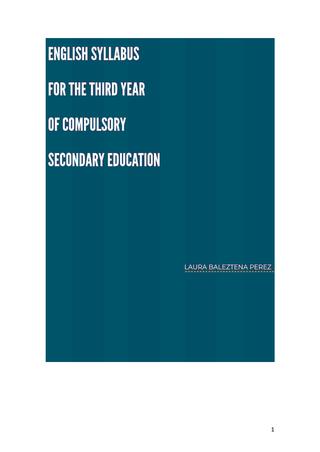 ENGLISH SYLLABUS
FOR THE THIRD YEAR
OF COMPULSORY
SECONDARY EDUCATION
LAURA BALEZTENA PEREZ
1